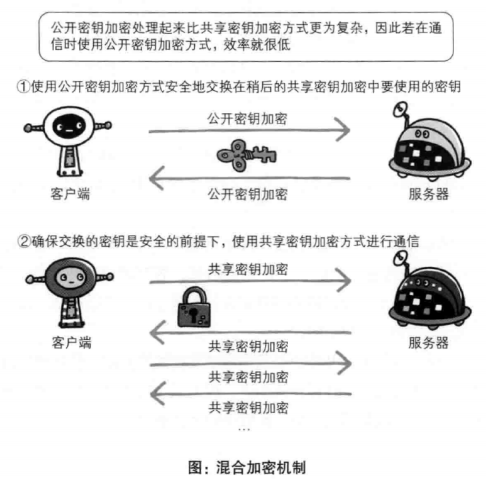 公开密钥加密处理起来比共享密钥加密方式更为复杂，因此若在通
信时使用公开密钥加密方式，效率就很低
①使用公开密钥加密方式安全地交换在稍后的共享密钥加密中要使用的密钥
公开密钥加密
公开密钥加密
客户端
服务器
②确保交换的密钥是安全的前提下，使用共享密钥加密方式进行通信
共享密钥加密
客户端
服务器
共享密钥加密
共享密钥加密
共享密钥加密
…
图：混合加密机制